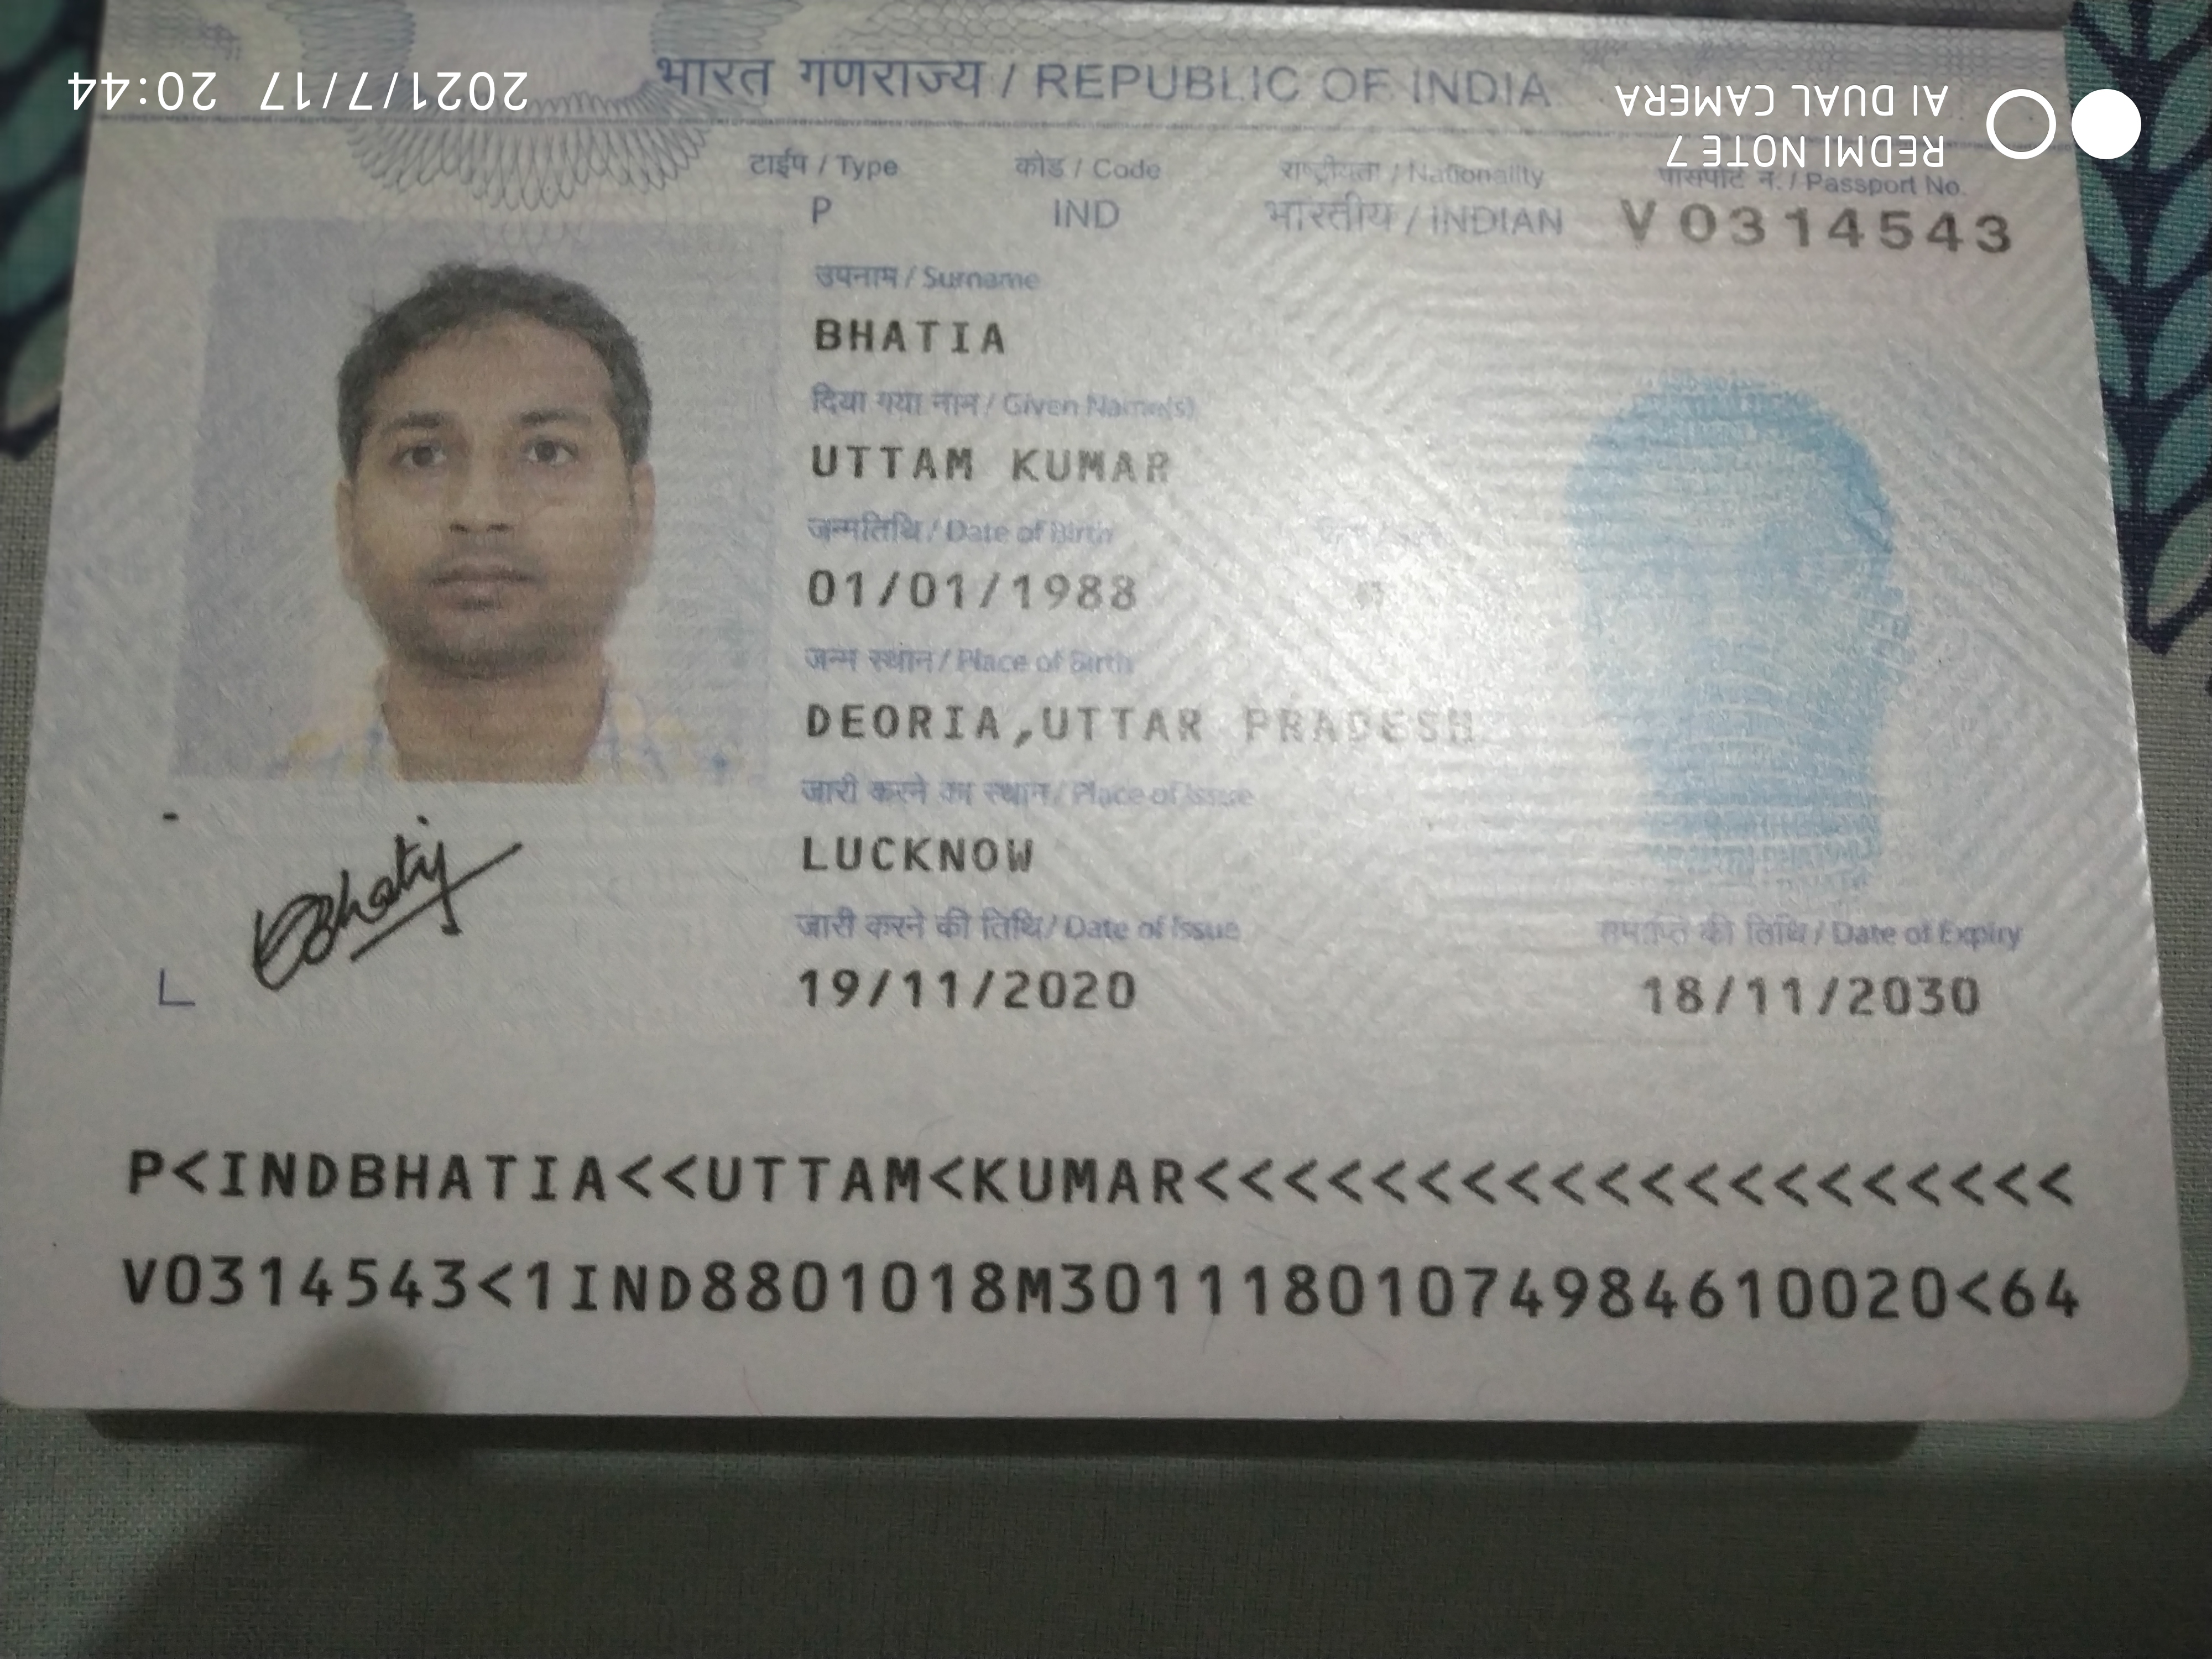 भारत गणराज्य / REPUBLIC OF INDIA
टाईप / Type कोड / Code राष्ट्रीयता / Nationality पासपोर्ट न. / Passport No.
P IND भारतीय / INDIAN V0314543
उपनाम / Surname
BHATIA
दिया गया नाम / Given Name(s)
UTTAM KUMAR
जन्मतिथि / Date of Birth
01/01/1988
जन्म स्थान / Place of Birth
DEORIA,UTTAR PRADESH
जारी करने का स्थान / Place of Issue
LUCKNOW
जारी करने की तिथि / Date of Issue समाप्ति की तिथि / Date of Expiry
19/11/2020 18/11/2030
P<INDBHATIA<<UTTAM<KUMAR<<<<<<<<<<<<<<<<<<<<
V0314543<1IND8801018M3011180107498461002​0<64
REDMI NOTE 7
AI DUAL CAMERA
2021/7/17 20:44